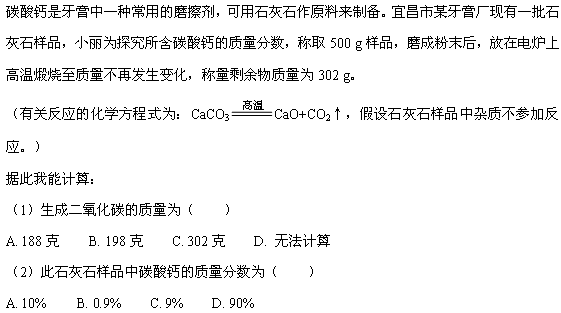 碳酸钙是牙膏中一种常用的磨擦剂，可用石灰石作原料来制备。宜昌市某牙膏厂现有一批石
灰石样品，小丽为探究所含碳酸钙的质量分数，称取 500 g 样品，磨成粉末后，放在电炉上
高温煅烧至质量不再发生变化，称量剩余物质量为 302 g。
（有关反应的化学方程式为：CaCO₃ 高温 CaO+CO₂↑，假设石灰石样品中杂质不参加反
应。）
据此我能计算：
（1）生成二氧化碳的质量为（　　）
A. 188 克　　B. 198 克　　C. 302 克　　D. 无法计算
（2）此石灰石样品中碳酸钙的质量分数为（　　）
A. 10%　　B. 0.9%　　C. 9%　　D. 90%